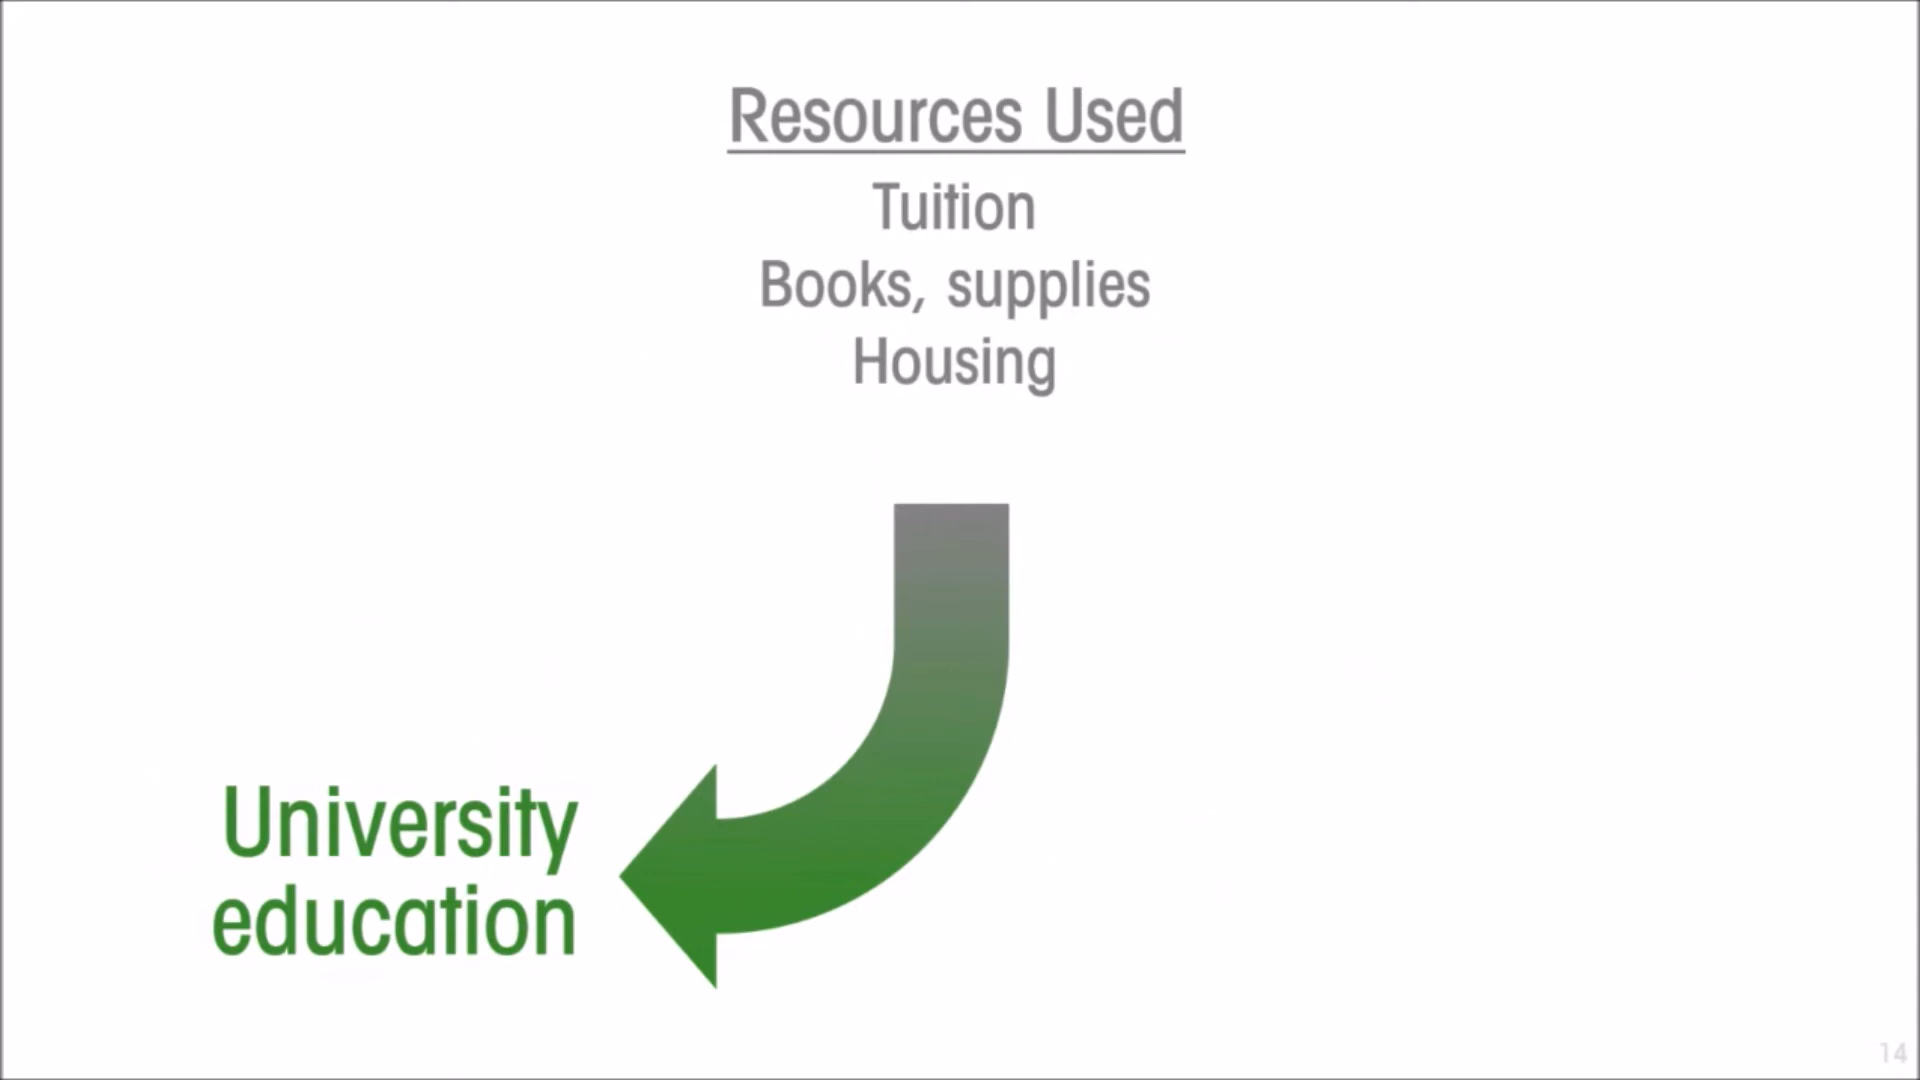 Resources Used
Tuition
Books, supplies
Housing
University
education
14